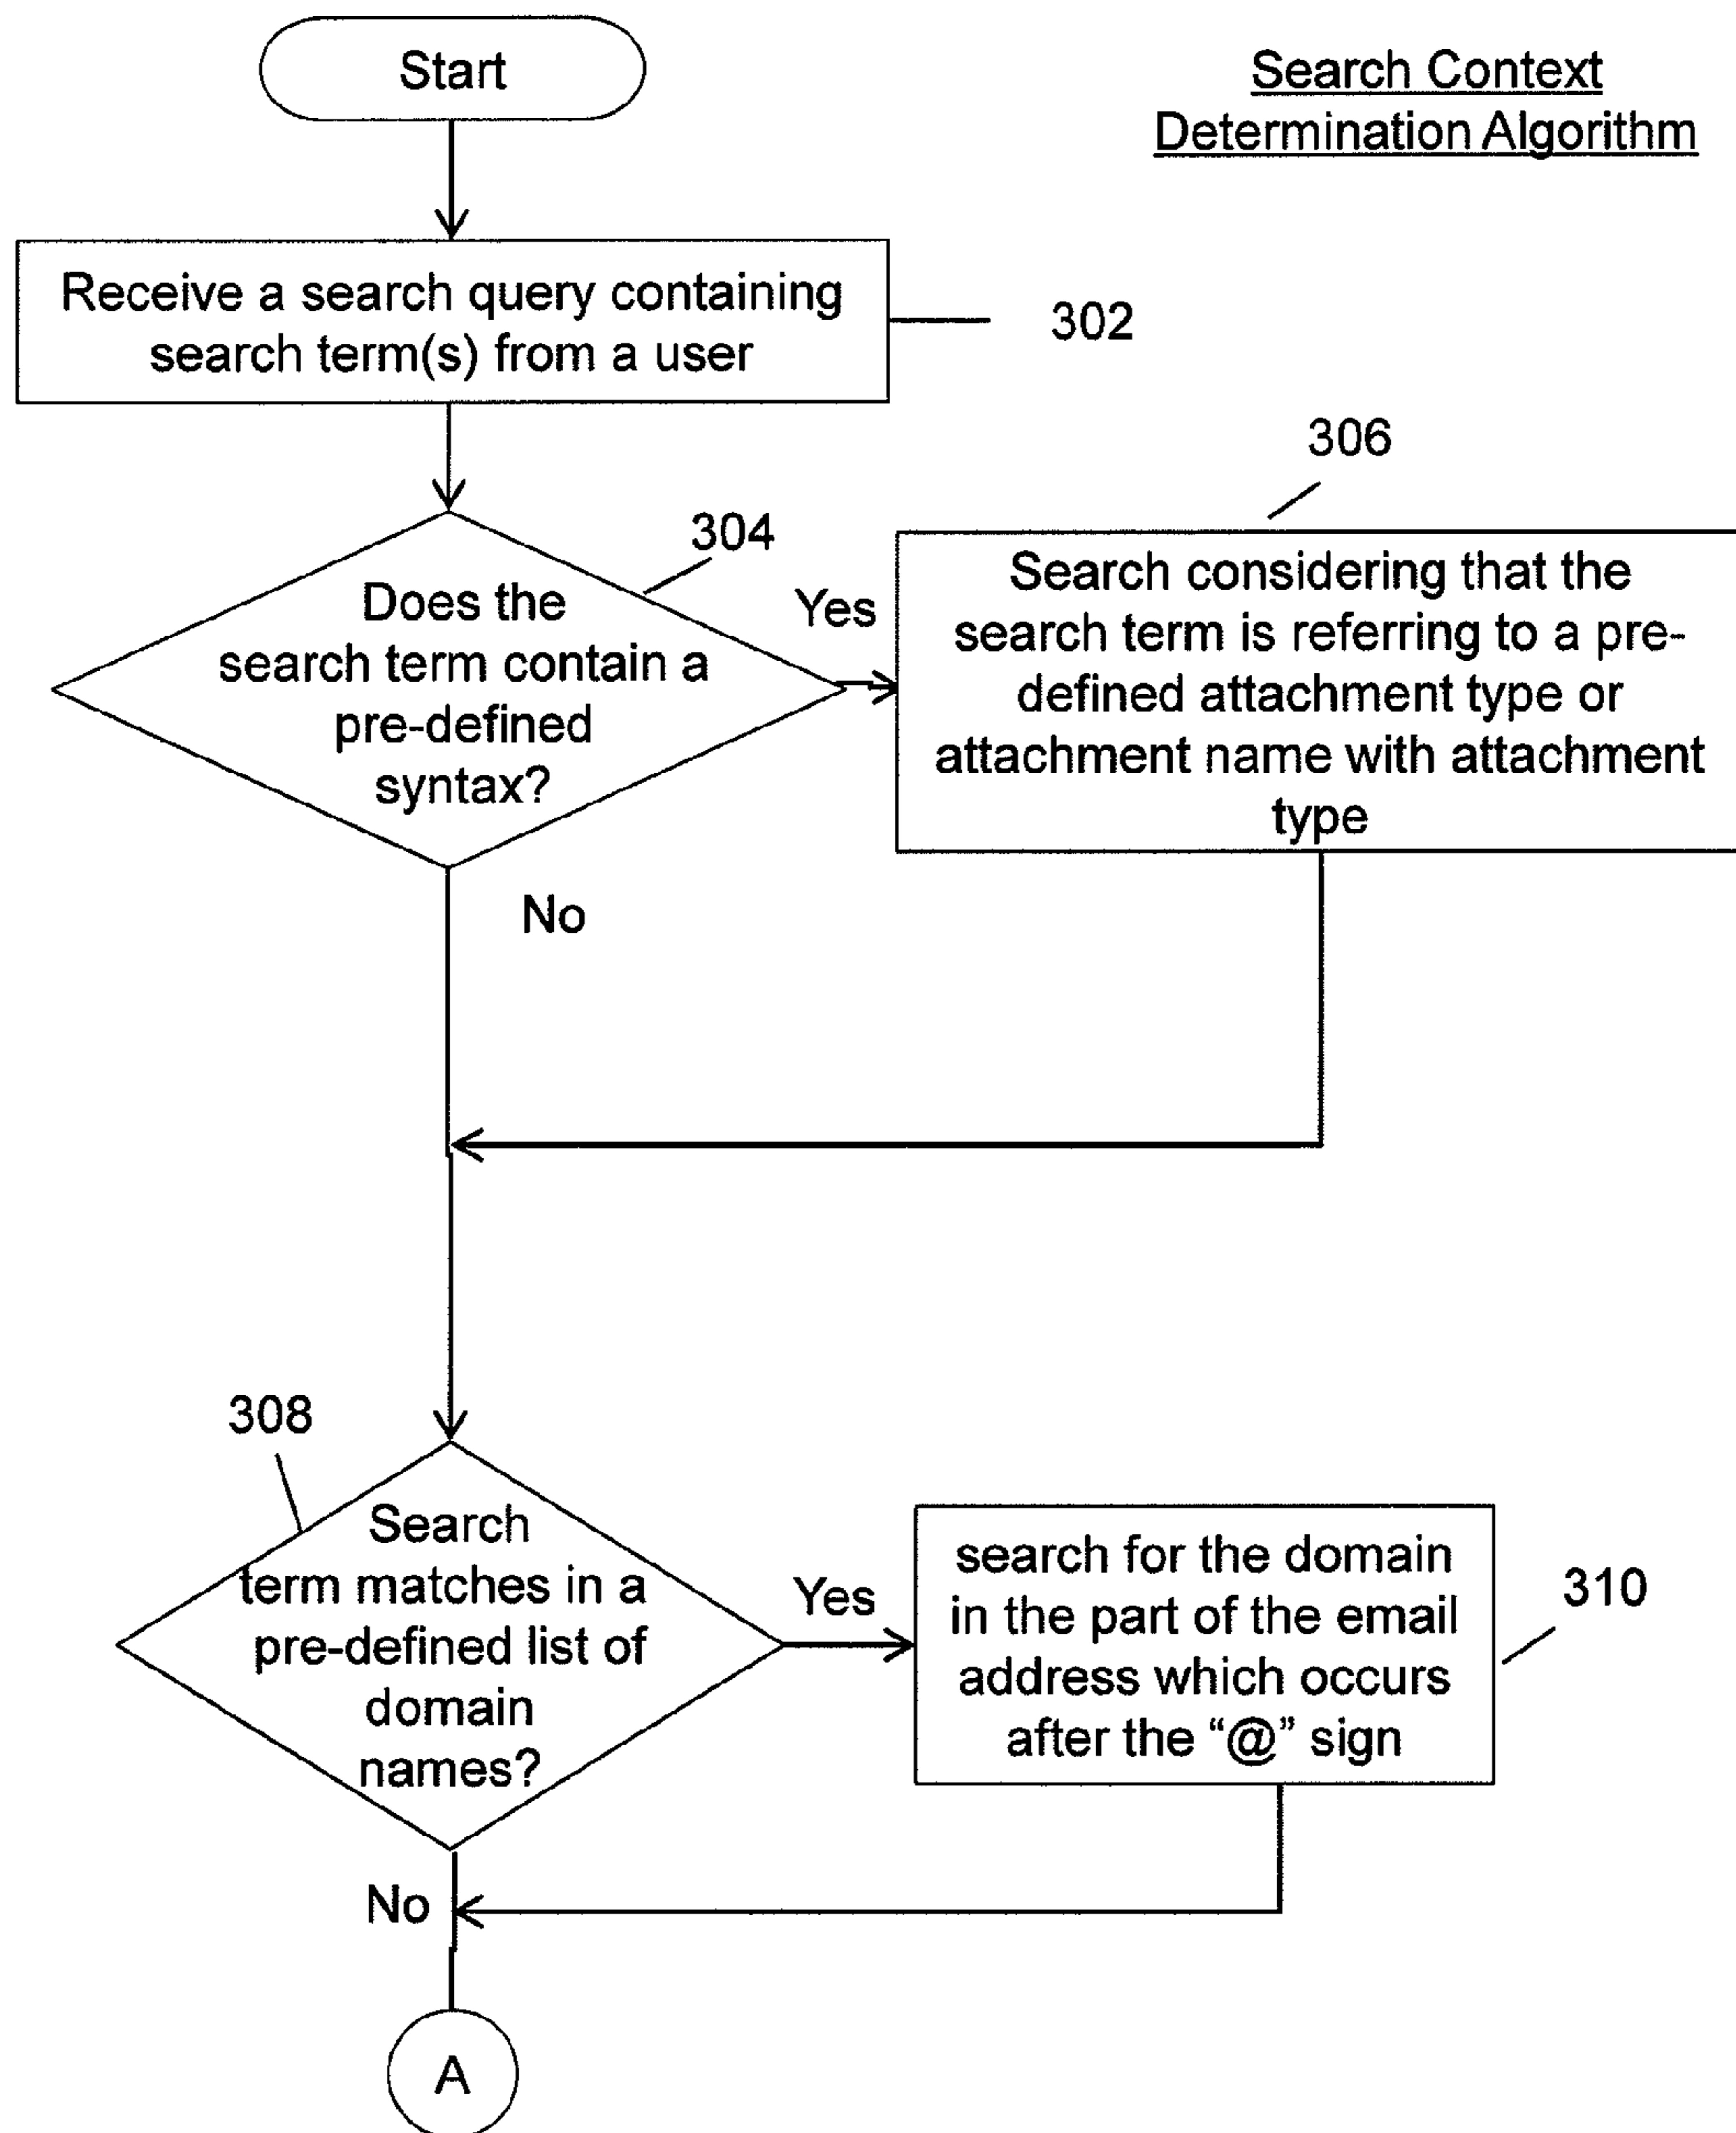 Start
Search Context
Determination Algorithm
Receive a search query containing
search term(s) from a user
302
306
304
Does the
search term contain a
pre-defined
syntax?
Yes
Search considering that the
search term is referring to a pre-
defined attachment type or
attachment name with attachment
type
No
308
Search
term matches in a
pre-defined list of
domain
names?
Yes
search for the domain
in the part of the email
address which occurs
after the “@” sign
310
No
A